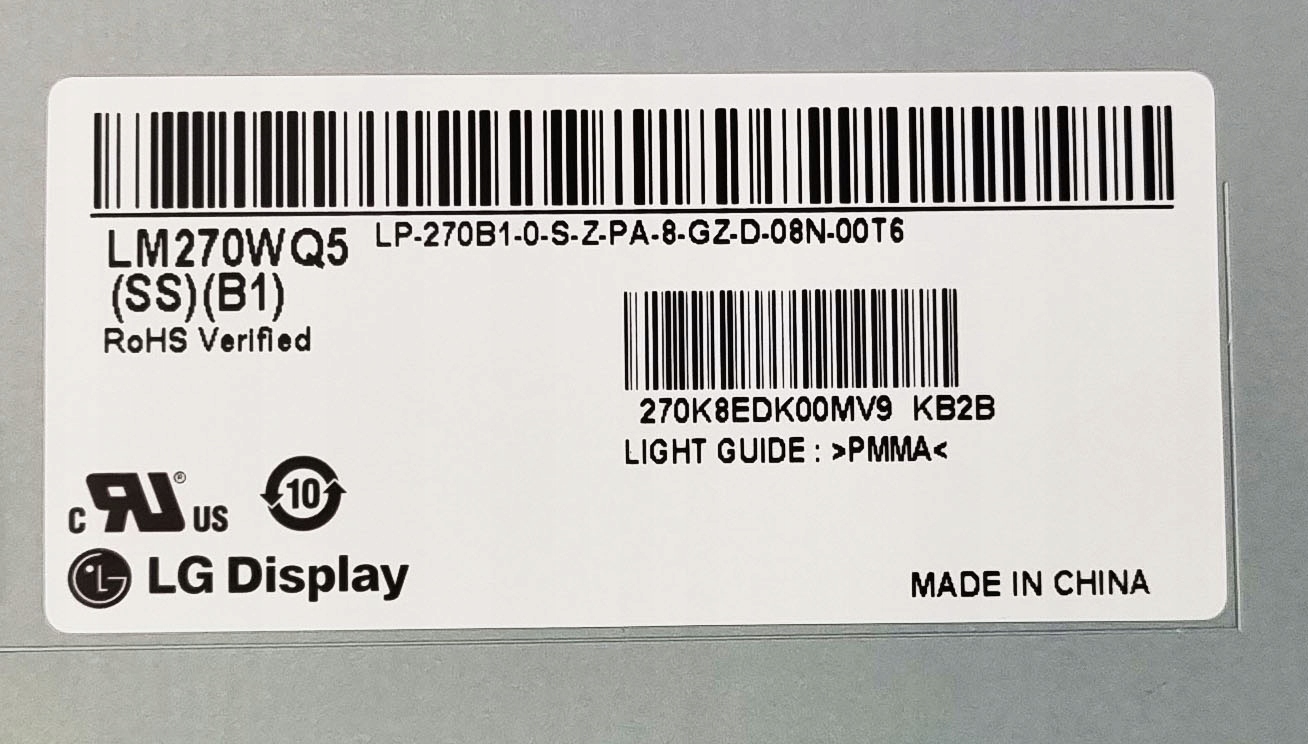 LM270WQ5 LP-270B1-0-S-Z-PA-8-GZ-D-08N-00T6
(SS)(B1)
RoHS Verified
270K8EDK00MV9 KB2B
LIGHT GUIDE : >PMMA<
C RU ® US 10
LG Display
MADE IN CHINA